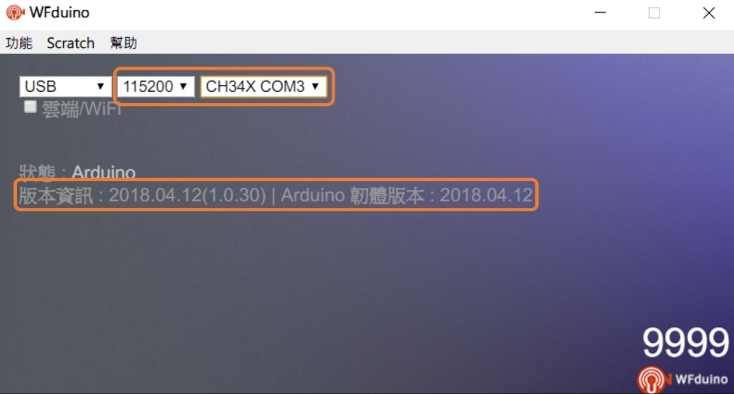 WFduino
功能 Scratch 幫助
USB 115200 CH34X COM3
雲端/WiFi
狀態 : Arduino
版本資訊 : 2018.04.12(1.0.30) | Arduino 韌體版本 : 2018.04.12
9999
WFduino